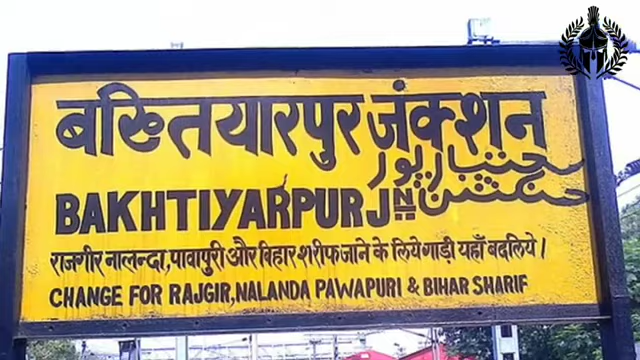 बख्तियारपुर जंकशन
بختیارپور جنکشن
BAKHTIYARPUR JN
राजगीर नालन्दा,पावापुरी और बिहार शरीफ जाने के लिये गाड़ी यहाँ बदलिये।
CHANGE FOR RAJGIR,NALANDA PAWAPURI & BIHAR SHARIF